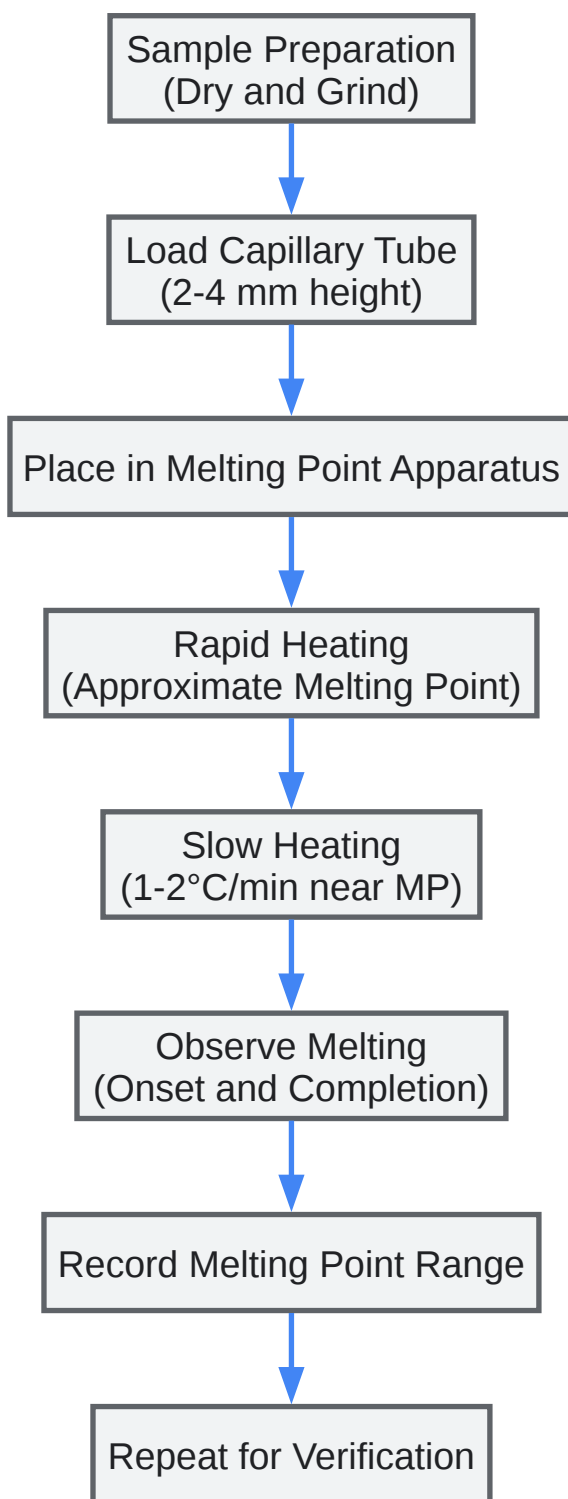 Sample Preparation
(Dry and Grind)
Load Capillary Tube
(2-4 mm height)
Place in Melting Point Apparatus
Rapid Heating
(Approximate Melting Point)
Slow Heating
(1-2°C/min near MP)
Observe Melting
(Onset and Completion)
Record Melting Point Range
Repeat for Verification